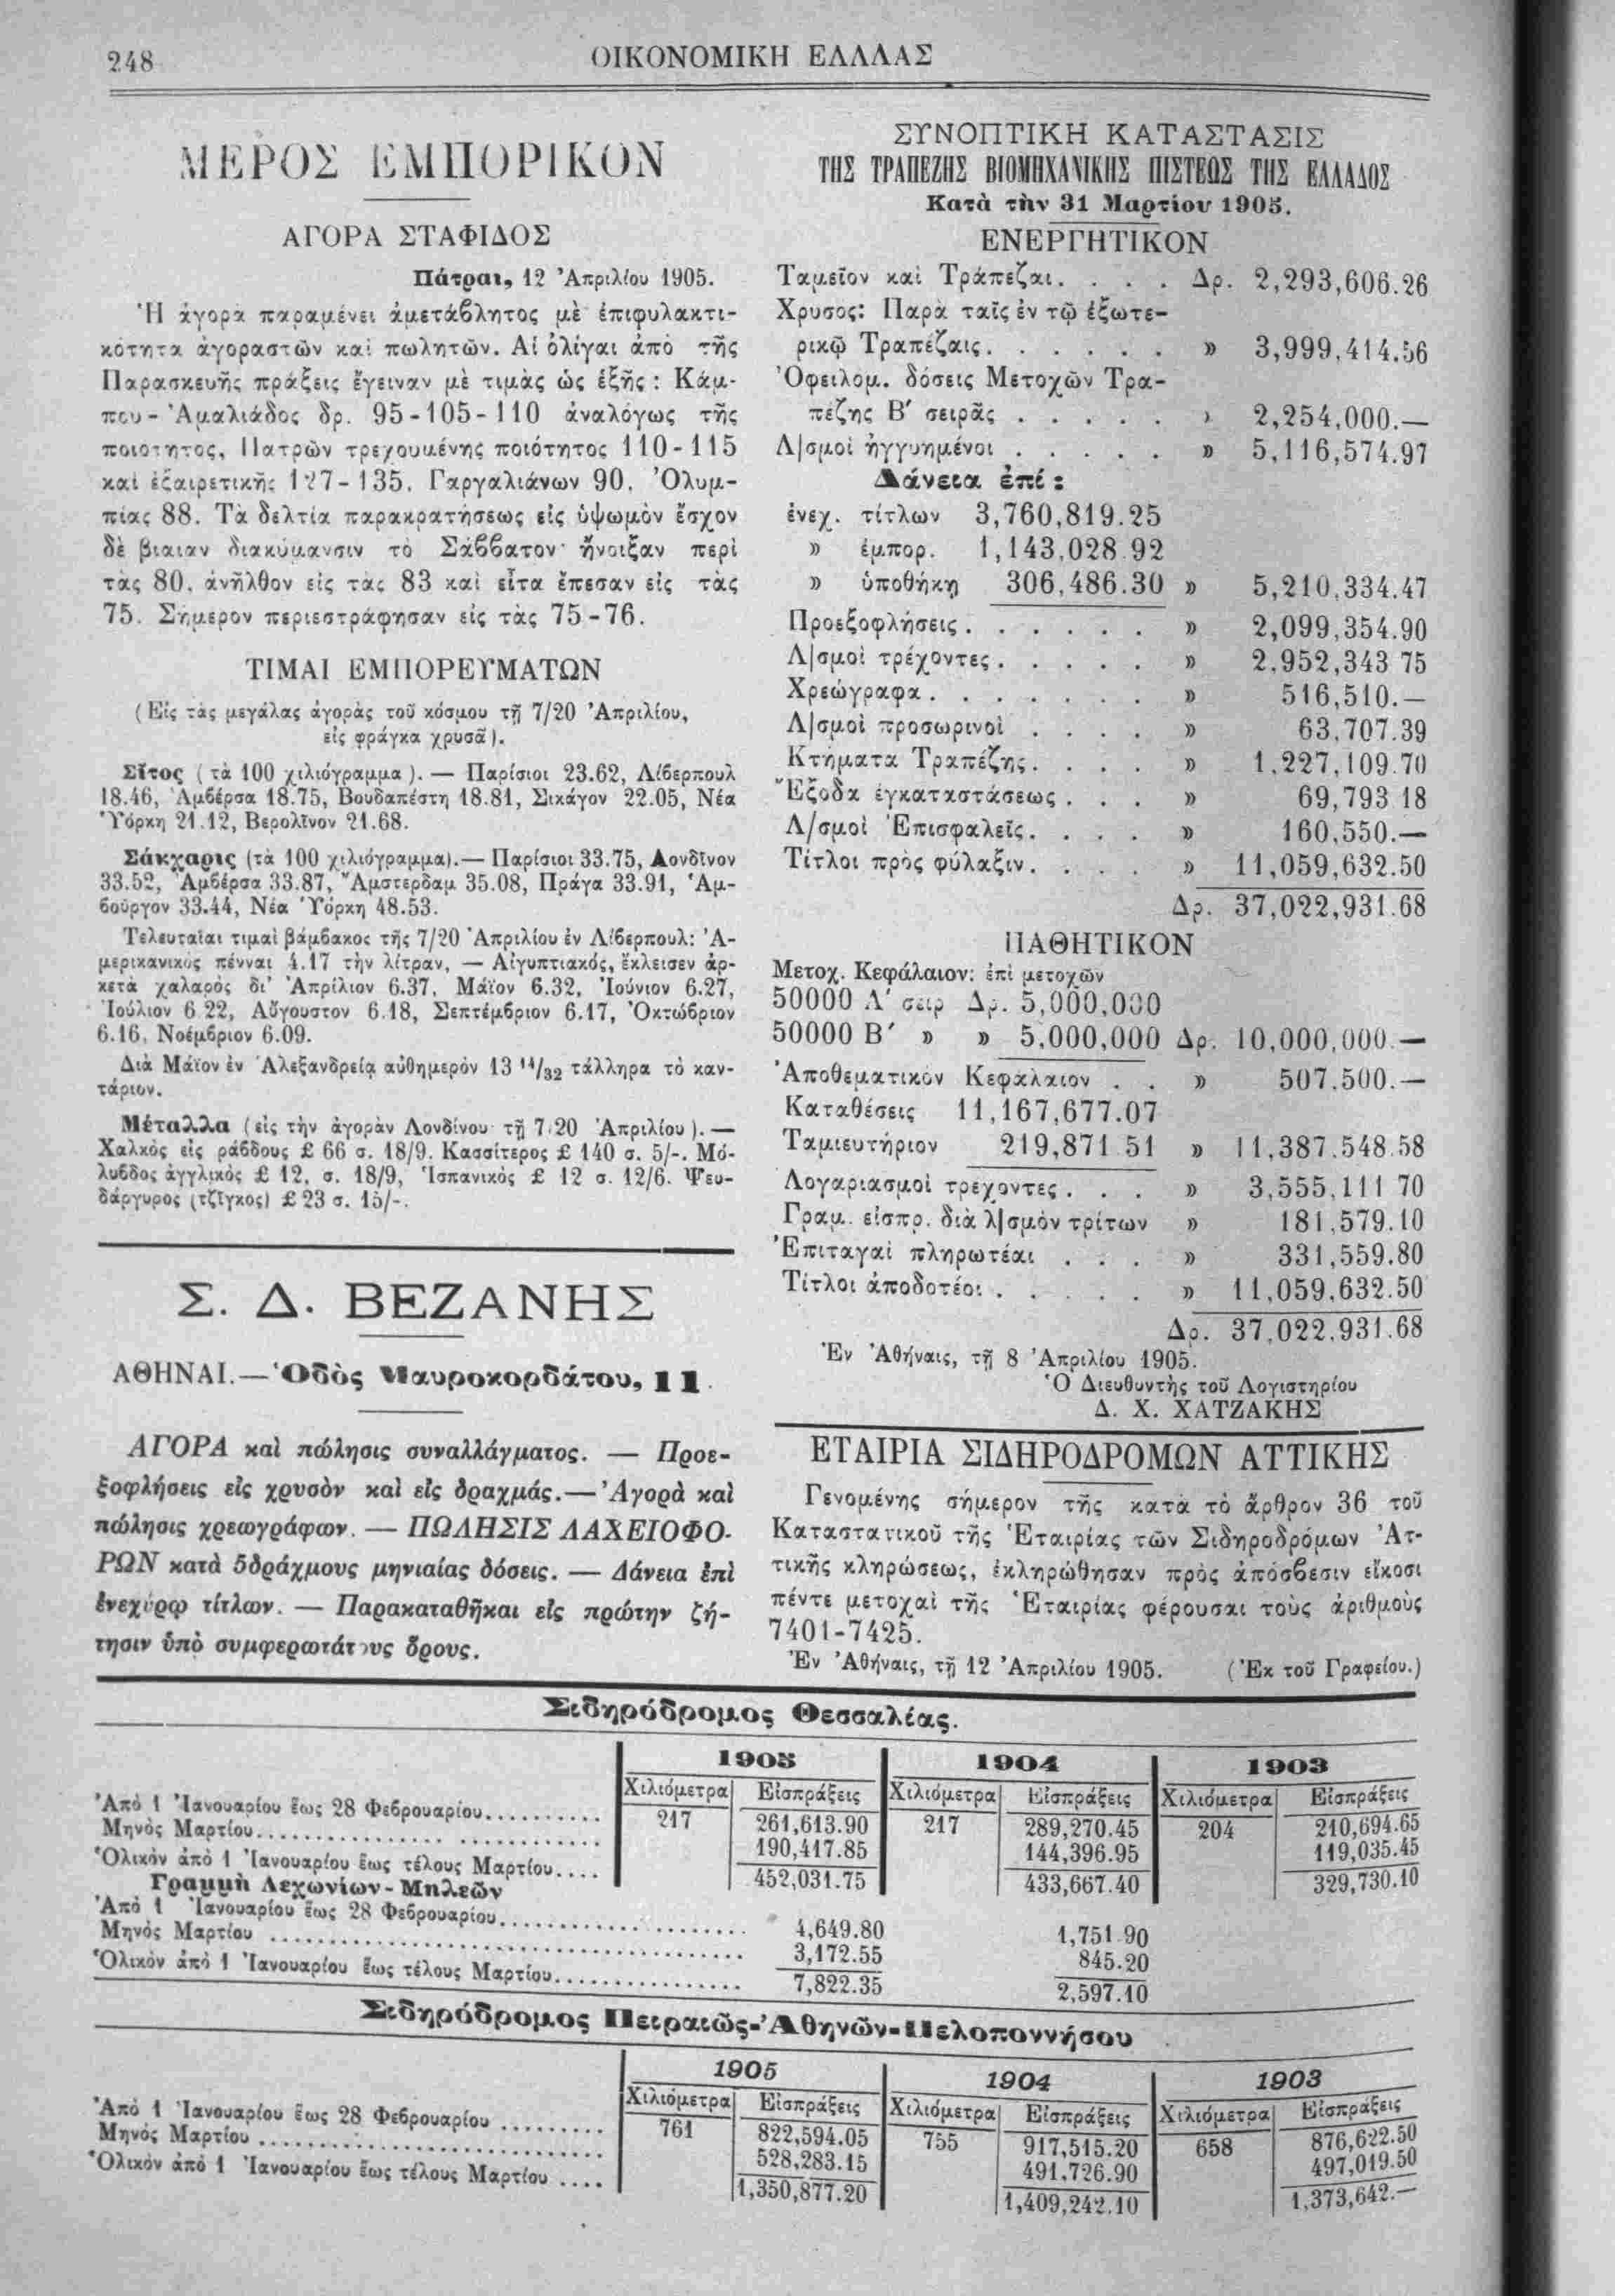 248
ΟΙΚΟΝΟΜΙΚΗ ΕΛΛΑΣ
ΜΕΡΟΣ ΕΜΠΟΡΙΚΟΝ
ΑΓΟΡΑ ΣΤΑΦΙΔΟΣ
Πάτραι, 12 Ἀπριλίου 1905.
Ἡ ἀγορὰ παραμένει ἀμετάβλητος μὲ ἐπιφυλακτι-
κότητα ἀγοραστῶν καὶ πωλητῶν. Αἱ ὀλίγαι ἀπὸ τῆς
Παρασκευῆς πράξεις ἔγειναν μὲ τιμὰς ὡς ἑξῆς : Κάμ-
που - Ἀμαλιάδος δρ. 95-105-110 ἀναλόγως τῆς
ποιότητος, Πατρῶν τρεχουμένης ποιότητος 110-115
καὶ ἐξαιρετικῆς 127-135. Γαργαλιάνων 90. Ὀλυμ-
πίας 88. Τὰ δελτία παρακρατήσεως εἰς ὑψωμὸν ἔσχον
δὲ βιαίαν διακύμανσιν τὸ Σάββατον· ἤνοιξαν περὶ
τὰς 80, ἀνῆλθον εἰς τὰς 83 καὶ εἶτα ἔπεσαν εἰς τὰς
75. Σήμερον περιεστράφησαν εἰς τὰς 75-76.
ΤΙΜΑΙ ΕΜΠΟΡΕΥΜΑΤΩΝ
(Εἰς τὰς μεγάλας ἀγορὰς τοῦ κόσμου τῇ 7/20 Ἀπριλίου,
εἰς φράγκα χρυσᾶ).
Σῖτος (τὰ 100 χιλιόγραμμα). — Παρίσιοι 23.62, Λίβερπουλ
18.46, Ἀμβέρσα 18.75, Βουδαπέστη 18.81, Σικάγον 22.05, Νέα
Ὑόρκη 21.12, Βερολῖνον 21.68.
Σάκχαρις (τὰ 100 χιλιόγραμμα).— Παρίσιοι 33.75, Λονδῖνον
33.52, Ἀμβέρσα 33.87, Ἄμστερδαμ 35.08, Πράγα 33.91, Ἁμ-
βοῦργον 33.44, Νέα Ὑόρκη 48.53.
Τελευταῖαι τιμαὶ βάμβακος τῆς 7/20 Ἀπριλίου ἐν Λίβερπουλ: Ἀ-
μερικανικὸς πένναι 4.17 τὴν λίτραν, — Αἰγυπτιακός, ἔκλεισεν ἀρ-
κετὰ χαλαρὸς δι' Ἀπρίλιον 6.37, Μάϊον 6.32, Ἰούνιον 6.27,
Ἰούλιον 6 22, Αὔγουστον 6.18, Σεπτέμβριον 6.17, Ὀκτώβριον
6.16, Νοέμβριον 6.09.
Διὰ Μάϊον ἐν Ἀλεξανδρείᾳ αὐθημερόν 13 14/32 τάλληρα τὸ καν-
τάριον.
Μέταλλα (εἰς τὴν ἀγορὰν Λονδίνου τῇ 7/20 Ἀπριλίου). —
Χαλκὸς εἰς ράβδους £ 66 σ. 18/9. Κασσίτερος £ 140 σ. 5/-. Μό-
λυβδος ἀγγλικὸς £ 12, σ. 18/9, Ἰσπανικὸς £ 12 σ. 12/6. Ψευ-
δάργυρος (τζῖγκος) £ 23 σ. 15/-.
Σ. Δ. ΒΕΖΑΝΗΣ
ΑΘΗΝΑΙ.—Ὁδὸς Μαυροκορδάτου, 11
ΑΓΟΡΑ καὶ πώλησις συναλλάγματος. — Προε-
ξοφλήσεις εἰς χρυσὸν καὶ εἰς δραχμάς.— Ἀγορὰ καὶ
πώλησις χρεωγράφων. — ΠΩΛΗΣΙΣ ΛΑΧΕΙΟΦΟ-
ΡΩΝ κατὰ 5δράχμους μηνιαίας δόσεις. — Δάνεια ἐπὶ
ἐνεχύρῳ τίτλων. — Παρακαταθῆκαι εἰς πρώτην ζή-
τησιν ὑπὸ συμφερωτάτους ὅρους.
ΣΥΝΟΠΤΙΚΗ ΚΑΤΑΣΤΑΣΙΣ
ΤΗΣ ΤΡΑΠΕΖΗΣ ΒΙΟΜΗΧΑΝΙΚΗΣ ΠΙΣΤΕΩΣ ΤΗΣ ΕΛΛΑΔΟΣ
Κατὰ τὴν 31 Μαρτίου 1905.
ΕΝΕΡΓΗΤΙΚΟΝ
Ταμεῖον καὶ Τράπεζαι. . . . Δρ. 2,293,606.26
Χρυσος: Παρὰ ταῖς ἐν τῷ ἐξωτε-
ρικῷ Τραπέζαις. . . . . . » 3,999,414.56
Ὀφειλομ. δόσεις Μετοχῶν Τρα-
πέζης Β' σειρᾶς . . . . . » 2,254,000.—
Λ|σμοὶ ἠγγυημένοι . . . . . » 5,116,574.97
Δάνεια ἐπί :
ἐνεχ. τίτλων 3,760,819.25
» ἐμπορ. 1,143,028.92
» ὑποθήκῃ 306,486.30 » 5,210,334.47
Προεξοφλήσεις . . . . . . » 2,099,354.90
Λ|σμοὶ τρέχοντες . . . . . » 2,952,343 75
Χρεώγραφα . . . . . . . » 516,510.—
Λ|σμοὶ προσωρινοὶ . . . . » 63,707.39
Κτήματα Τραπέζης. . . . . » 1,227,109.70
Ἔξοδα ἐγκαταστάσεως . . . » 69,793 18
Λ/σμοὶ Ἐπισφαλεῖς. . . . . » 160,550.—
Τίτλοι πρὸς φύλαξιν. . . . . » 11,059,632.50
Δρ. 37,022,931.68
ΠΑΘΗΤΙΚΟΝ
Μετοχ. Κεφάλαιον: ἐπὶ μετοχῶν
50000 Α' σειρ Δρ. 5,000,000
50000 Β' » » 5,000,000 Δρ. 10,000,000.—
Ἀποθεματικὸν Κεφάλαιον . . » 507,500.—
Καταθέσεις 11,167,677.07
Ταμιευτήριον 219,871 51 » 11,387,548.58
Λογαριασμοὶ τρέχοντες . . . » 3,555,111 70
Γραμ. εἰσπρ. διὰ λ|σμὸν τρίτων » 181,579.10
Ἐπιταγαὶ πληρωτέαι . . . » 331,559.80
Τίτλοι ἀποδοτέοι . . . . . » 11,059,632.50
Δρ. 37,022,931.68
Ἐν Ἀθήναις, τῇ 8 Ἀπριλίου 1905.
Ὁ Διευθυντὴς τοῦ Λογιστηρίου
Δ. Χ. ΧΑΤΖΑΚΗΣ
ΕΤΑΙΡΙΑ ΣΙΔΗΡΟΔΡΟΜΩΝ ΑΤΤΙΚΗΣ
Γενομένης σήμερον τῆς κατὰ τὸ ἄρθρον 36 τοῦ
Καταστατικοῦ τῆς Ἑταιρίας τῶν Σιδηροδρόμων Ἀτ-
τικῆς κληρώσεως, ἐκληρώθησαν πρὸς ἀπόσβεσιν εἴκοσι
πέντε μετοχαὶ τῆς Ἑταιρίας φέρουσαι τοὺς ἀριθμοὺς
7401-7425.
Ἐν Ἀθήναις, τῇ 12 Ἀπριλίου 1905. (Ἐκ τοῦ Γραφείου.)
Σιδηρόδρομος Θεσσαλίας.
1905 1904 1903
Χιλιόμετρα Εἰσπράξεις Χιλιόμετρα Εἰσπράξεις Χιλιόμετρα Εἰσπράξεις
Ἀπὸ 1 Ἰανουαρίου ἕως 28 Φεβρουαρίου. . . . . . . . . . 217 261,613.90 217 289,270.45 204 210,694.65
Μηνὸς Μαρτίου. . . . . . . . . . 190,417.85 144,396.95 119,035.45
Ὁλικὸν ἀπὸ 1 Ἰανουαρίου ἕως τέλους Μαρτίου. . . . 452,031.75 433,667.40 329,730.10
Γραμμὴ Λεχωνίων - Μηλεῶν
Ἀπὸ 1 Ἰανουαρίου ἕως 28 Φεβρουαρίου. . . . . . . . . . 4,649.80 1,751.90
Μηνὸς Μαρτίου . . . . . . . . . . 3,172.55 845.20
Ὁλικὸν ἀπὸ 1 Ἰανουαρίου ἕως τέλους Μαρτίου. . . . . . . . . . 7,822.35 2,597.10
Σιδηρόδρομος Πειραιῶς-Ἀθηνῶν-Πελοποννήσου
1905 1904 1903
Χιλιόμετρα Εἰσπράξεις Χιλιόμετρα Εἰσπράξεις Χιλιόμετρα Εἰσπράξεις
Ἀπὸ 1 Ἰανουαρίου ἕως 28 Φεβρουαρίου . . . . . . . . 761 822,594.05 755 917,515.20 658 876,622.50
Μηνὸς Μαρτίου . . . . . . . . . . 528,283.15 491,726.90 497,019.50
Ὁλικὸν ἀπὸ 1 Ἰανουαρίου ἕως τέλους Μαρτίου . . . . 1,350,877.20 1,409,242.10 1,373,642.—